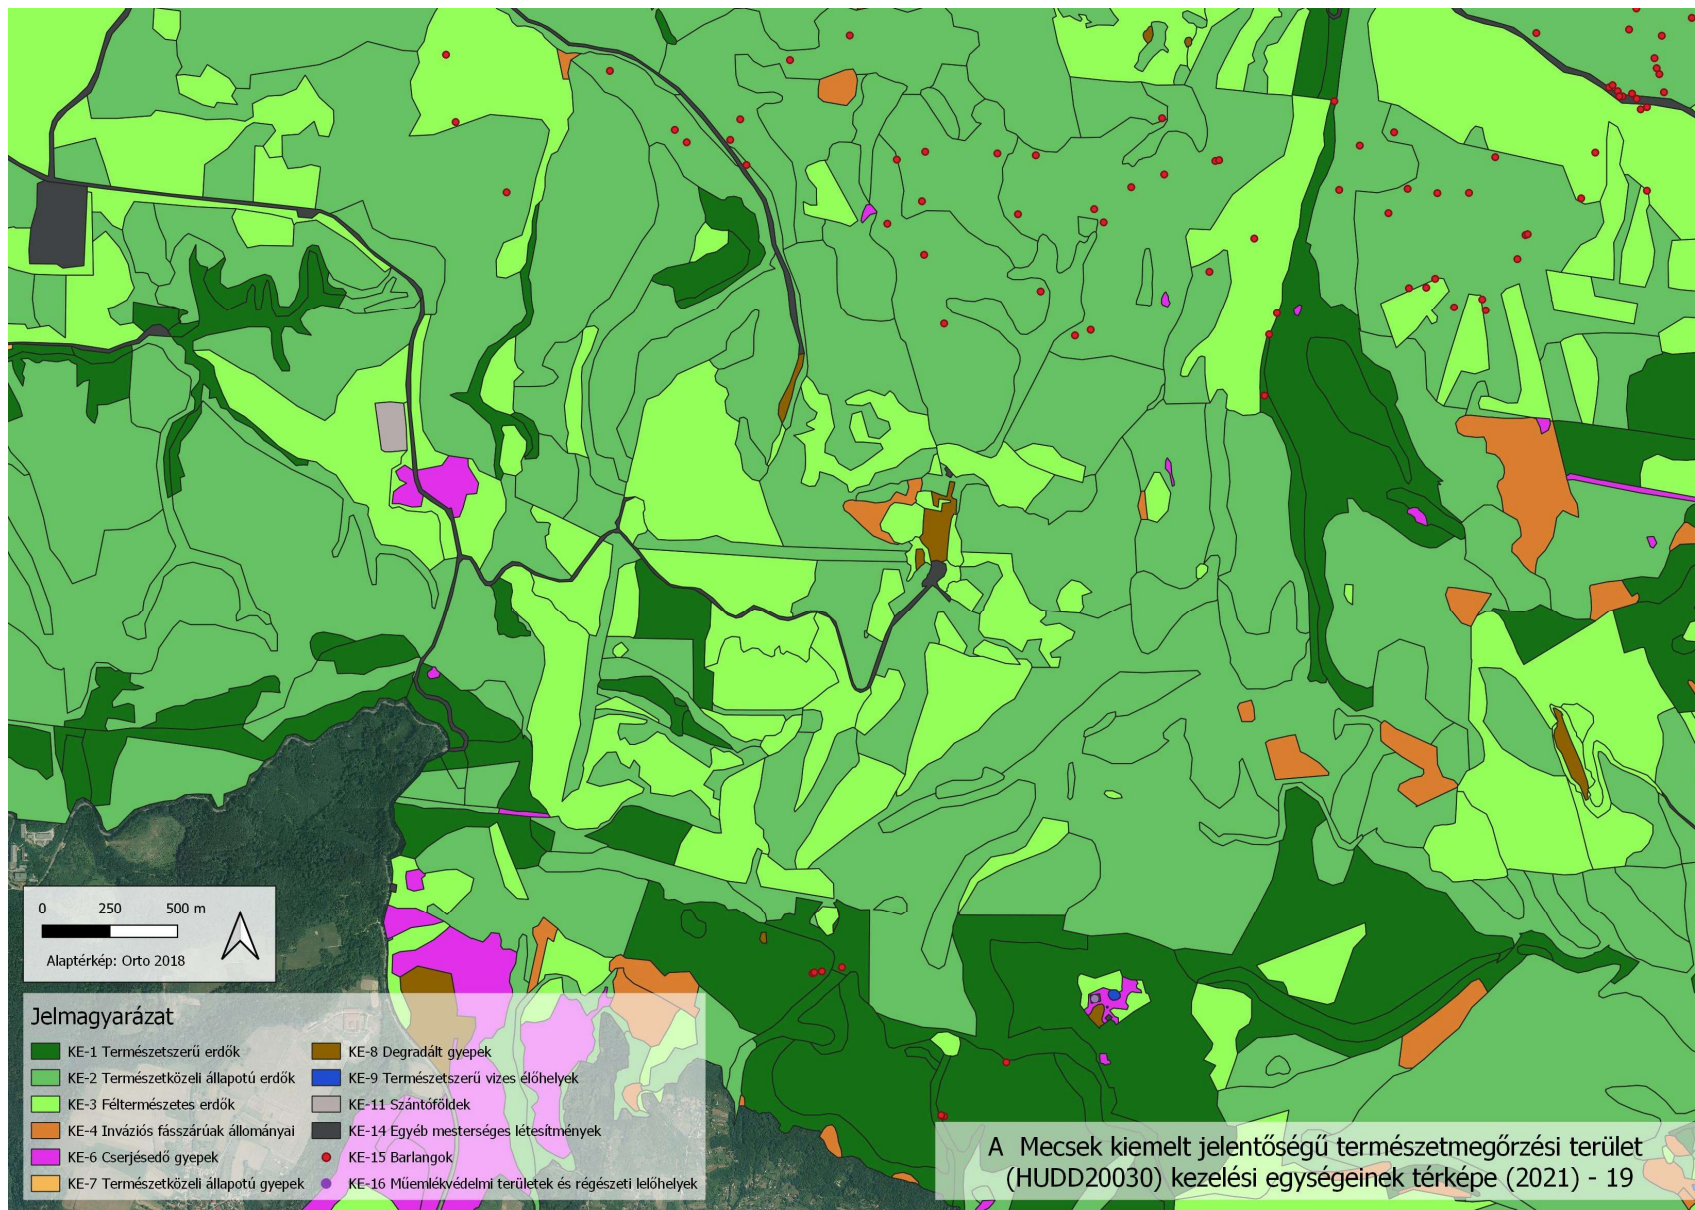 0 250 500 m
Alaptérkép: Orto 2018
Jelmagyarázat
KE-1 Természetszerű erdők
KE-2 Természetközeli állapotú erdők
KE-3 Féltermészetes erdők
KE-4 Inváziós fásszárúak állományai
KE-6 Cserjésedő gyepek
KE-7 Természetközeli állapotú gyepek
KE-8 Degradált gyepek
KE-9 Természetszerű vizes élőhelyek
KE-11 Szántóföldek
KE-14 Egyéb mesterséges létesítmények
KE-15 Barlangok
KE-16 Műemlékvédelmi területek és régészeti lelőhelyek
A Mecsek kiemelt jelentőségű természetmegőrzési terület
(HUDD20030) kezelési egységeinek térképe (2021) - 19